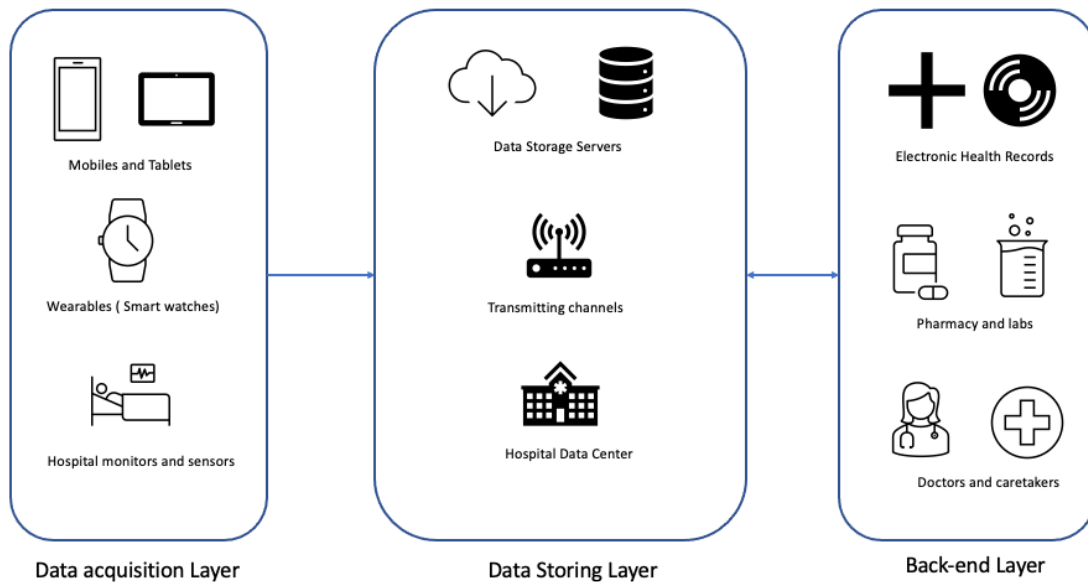 Mobiles and Tablets
Wearables ( Smart watches)
Hospital monitors and sensors
Data acquisition Layer
Data Storage Servers
Transmitting channels
Hospital Data Center
Data Storing Layer
Electronic Health Records
Pharmacy and labs
Doctors and caretakers
Back-end Layer